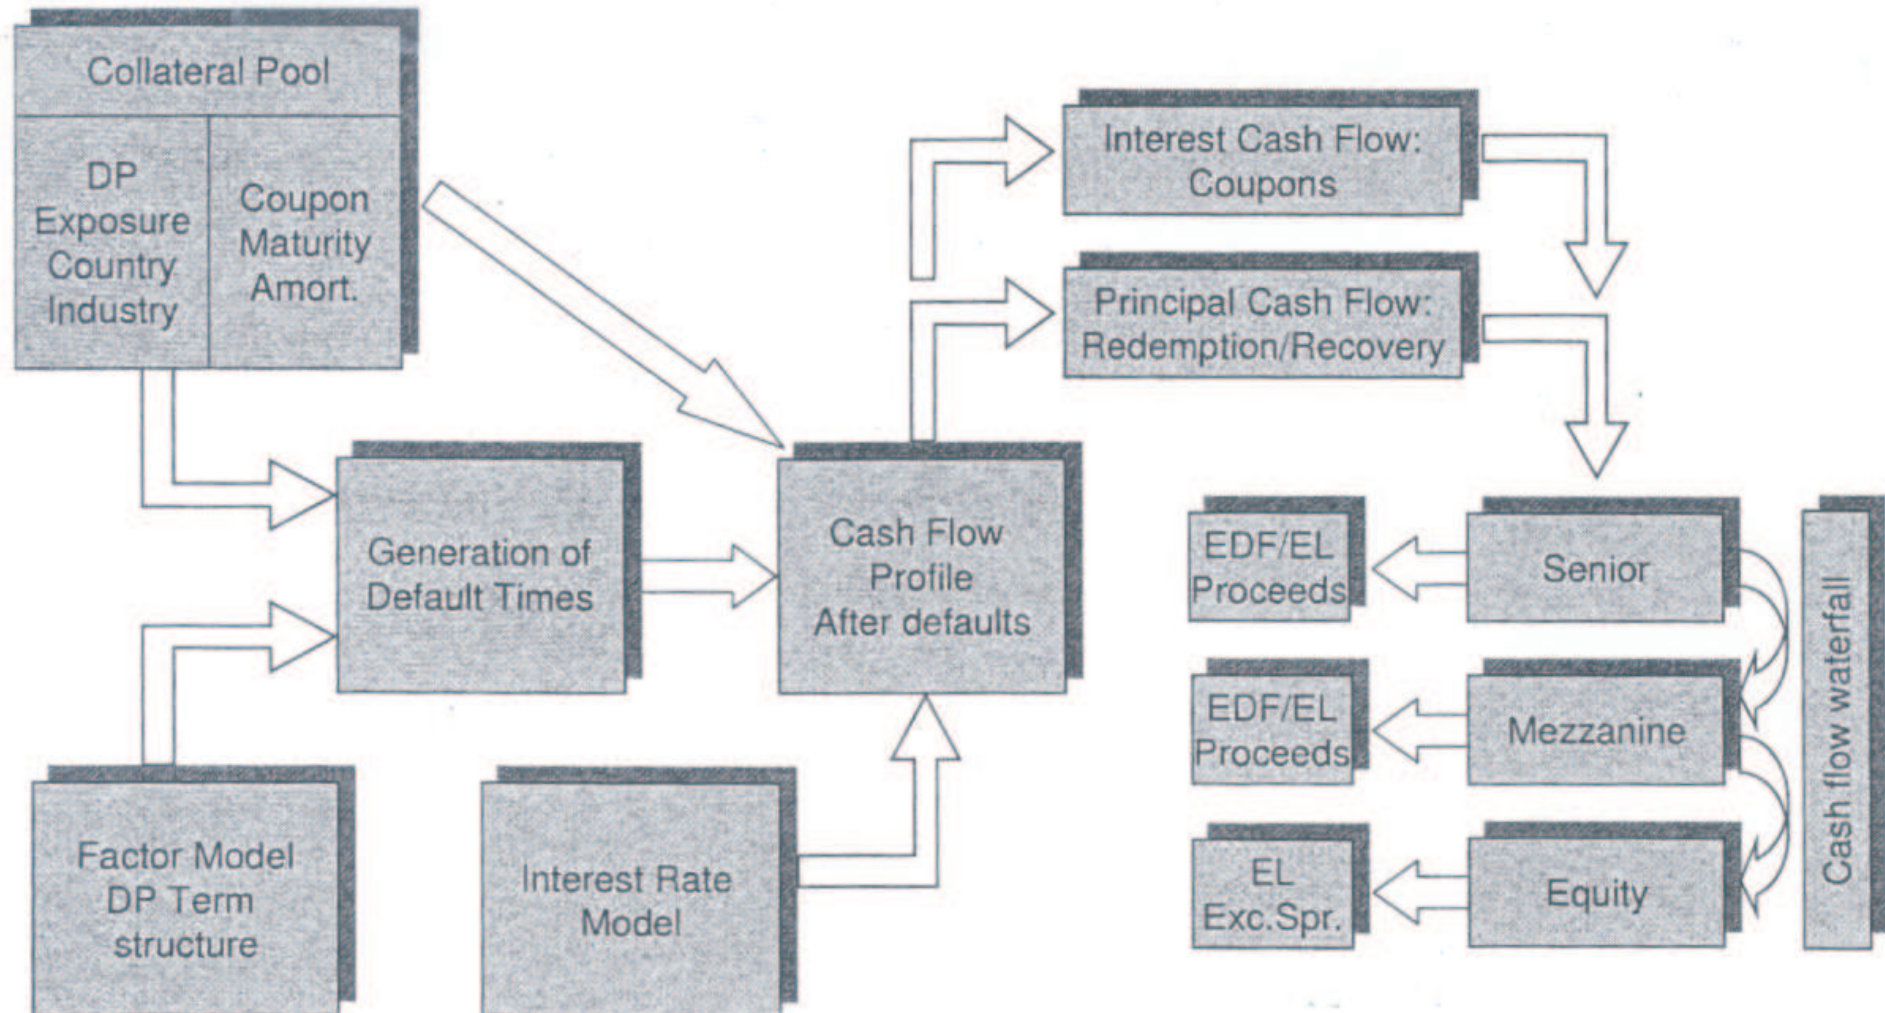 Collateral Pool
DP
Exposure
Country
Industry
Coupon
Maturity
Amort.
Interest Cash Flow:
Coupons
Principal Cash Flow:
Redemption/Recovery
Generation of
Default Times
Cash Flow
Profile
After defaults
Factor Model
DP Term
structure
Interest Rate
Model
EDF/EL
Proceeds
Senior
EDF/EL
Proceeds
Mezzanine
EL
Exc.Spr.
Equity
Cash flow waterfall